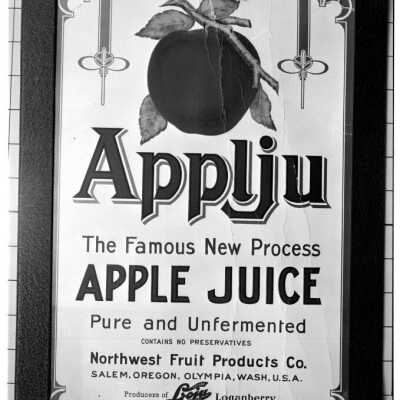 Applju
The Famous New Process
APPLE JUICE
Pure and Unfermented
CONTAINS NO PRESERVATIVES
Northwest Fruit Products Co.
SALEM, OREGON, OLYMPIA, WASH., U.S.A.
Producers of Loju Loganberry